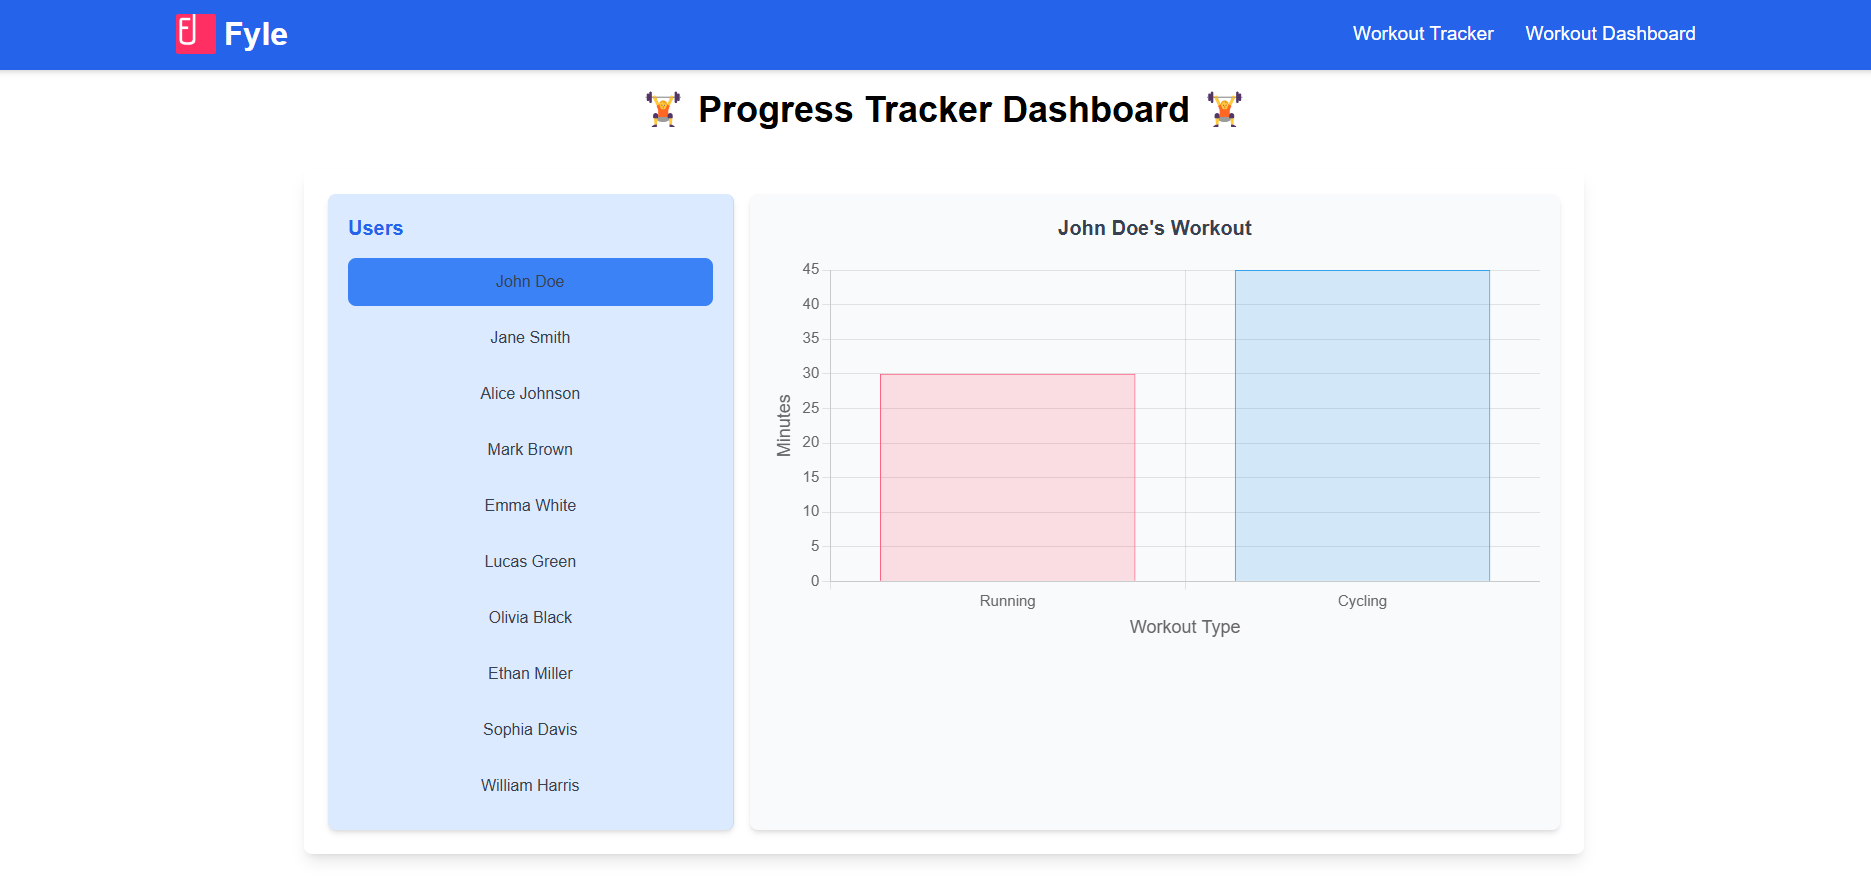 Fyle
Workout Tracker
Workout Dashboard
🏋️ Progress Tracker Dashboard 🏋️
Users
John Doe
Jane Smith
Alice Johnson
Mark Brown
Emma White
Lucas Green
Olivia Black
Ethan Miller
Sophia Davis
William Harris
John Doe's Workout
45
40
35
30
25
20
15
10
5
0
Minutes
Running
Cycling
Workout Type